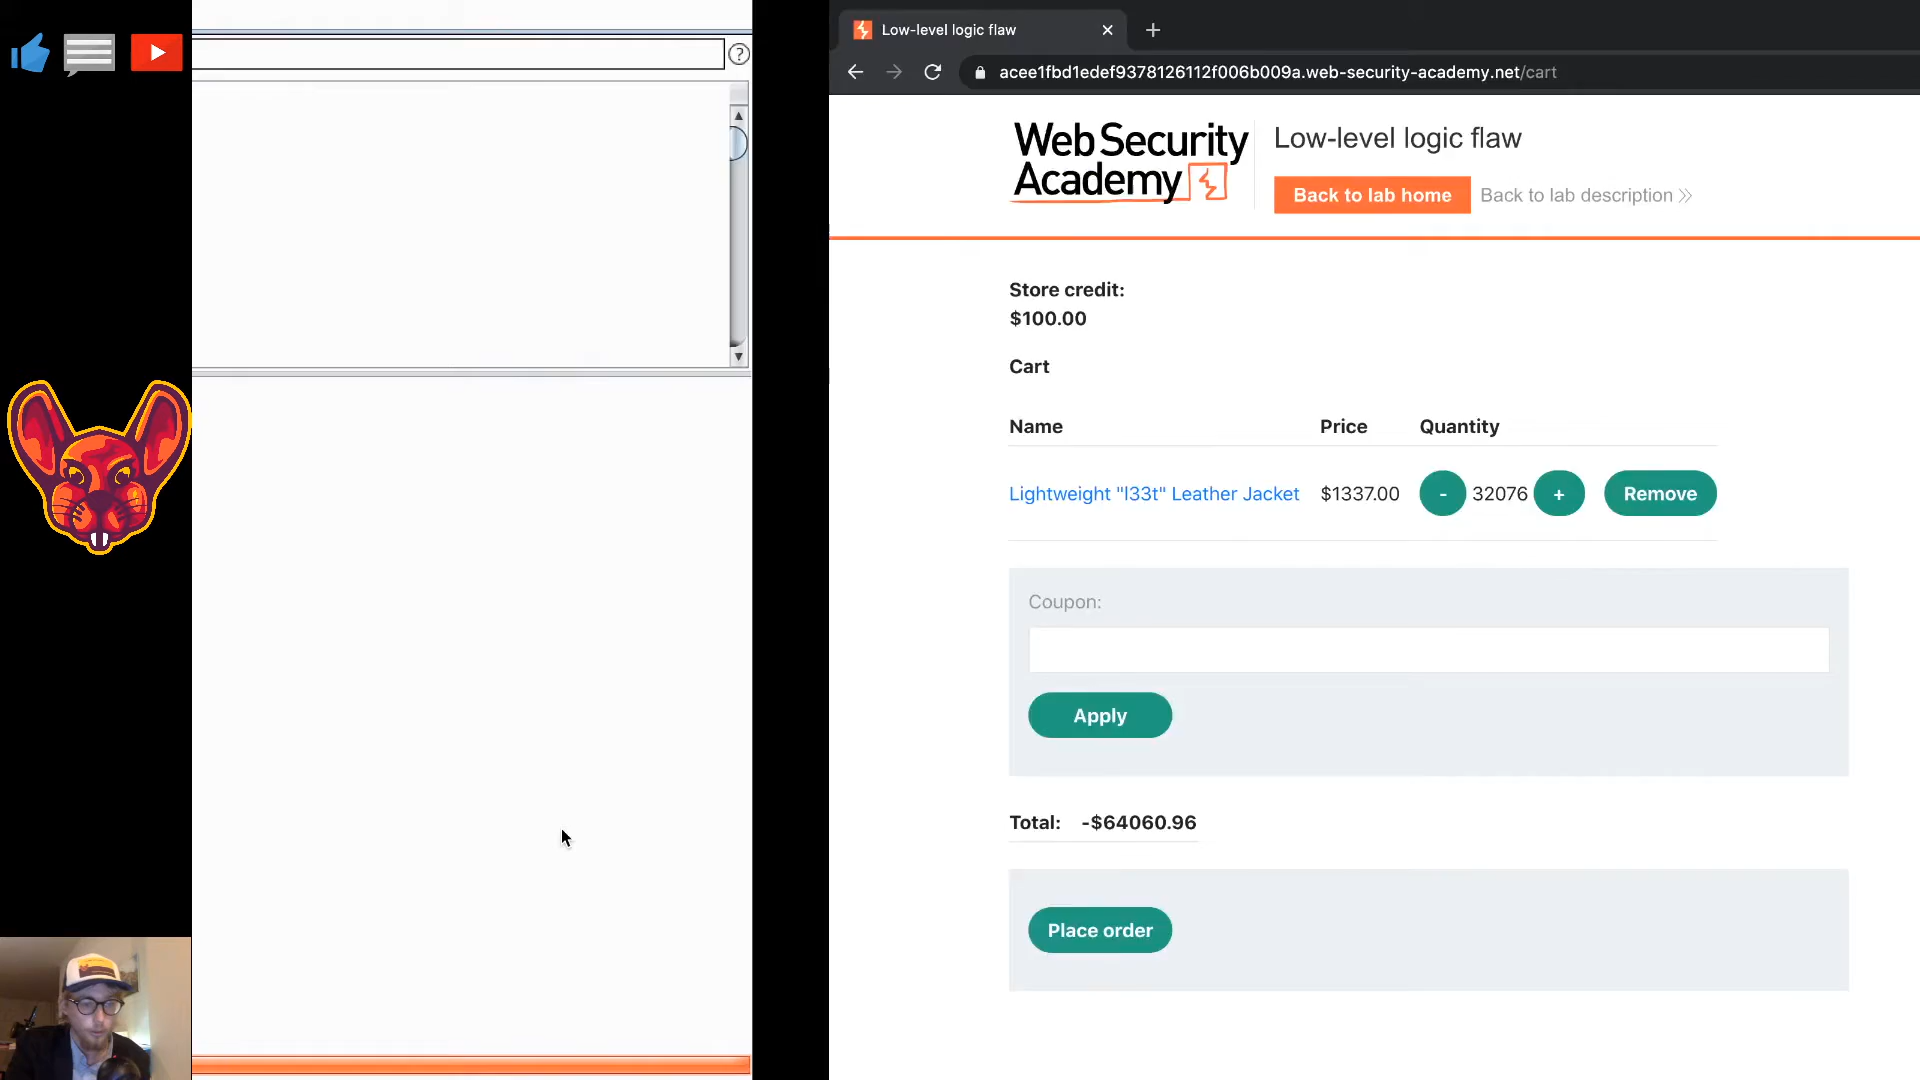 ?
Low-level logic flaw
acee1fbd1edef9378126112f006b009a.web-security-academy.net/cart
Web Security
Academy
Low-level logic flaw
Back to lab home
Back to lab description
Store credit:
$100.00
Cart
Name Price Quantity
Lightweight "l33t" Leather Jacket $1337.00 - 32076 + Remove
Coupon:
Apply
Total: -$64060.96
Place order